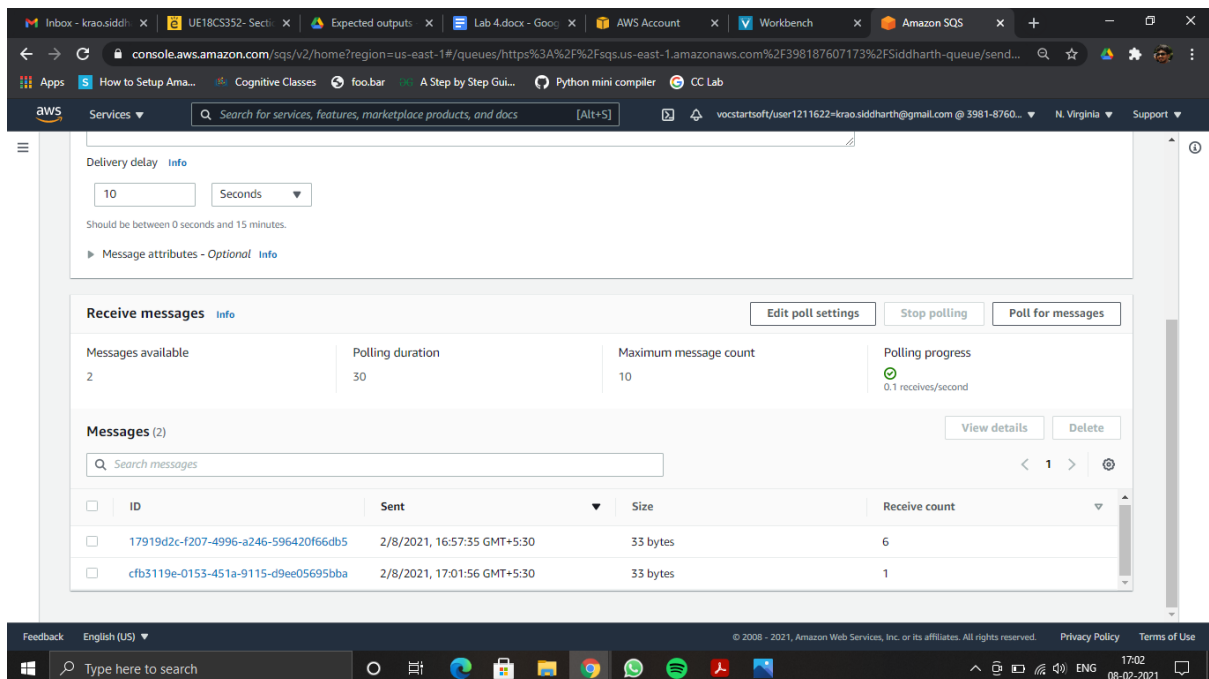 Inbox - krao.siddh
UE18CS352- Sectio
Expected outputs -
Lab 4.docx - Goog
AWS Account
Workbench
Amazon SQS
console.aws.amazon.com/sqs/v2/home?region=us-east-1#/queues/https%3A%2F%2Fsqs.us-east-1.amazonaws.com%2F398187607173%2FSiddharth-queue/send...
Apps
How to Setup Ama...
Cognitive Classes
foo.bar
A Step by Step Gui...
Python mini compiler
CC Lab
aws
Services
Search for services, features, marketplace products, and docs
[Alt+S]
vocstartsoft/user1211622=krao.siddharth@gmail.com @ 3981-8760...
N. Virginia
Support
Delivery delay Info
10
Seconds
Should be between 0 seconds and 15 minutes.
Message attributes - Optional Info
Receive messages Info
Edit poll settings
Stop polling
Poll for messages
Messages available
Polling duration
Maximum message count
Polling progress
2
30
10
0.1 receives/second
Messages (2)
View details
Delete
Search messages
1
ID
Sent
Size
Receive count
17919d2c-f207-4996-a246-596420f66db5 2/8/2021, 16:57:35 GMT+5:30 33 bytes 6
cfb3119e-0153-451a-9115-d9ee05695bba 2/8/2021, 17:01:56 GMT+5:30 33 bytes 1
Feedback
English (US)
© 2008 - 2021, Amazon Web Services, Inc. or its affiliates. All rights reserved.
Privacy Policy
Terms of Use
Type here to search
ENG
17:02
08-02-2021